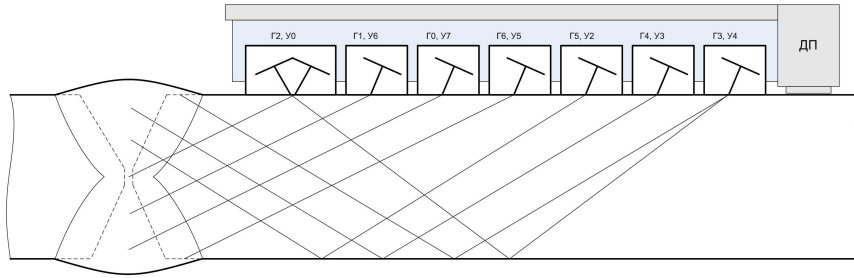 Г2, У0
Г1, У6
Г0, У7
Г6, У5
Г5, У2
Г4, У3
Г3, У4
ДП